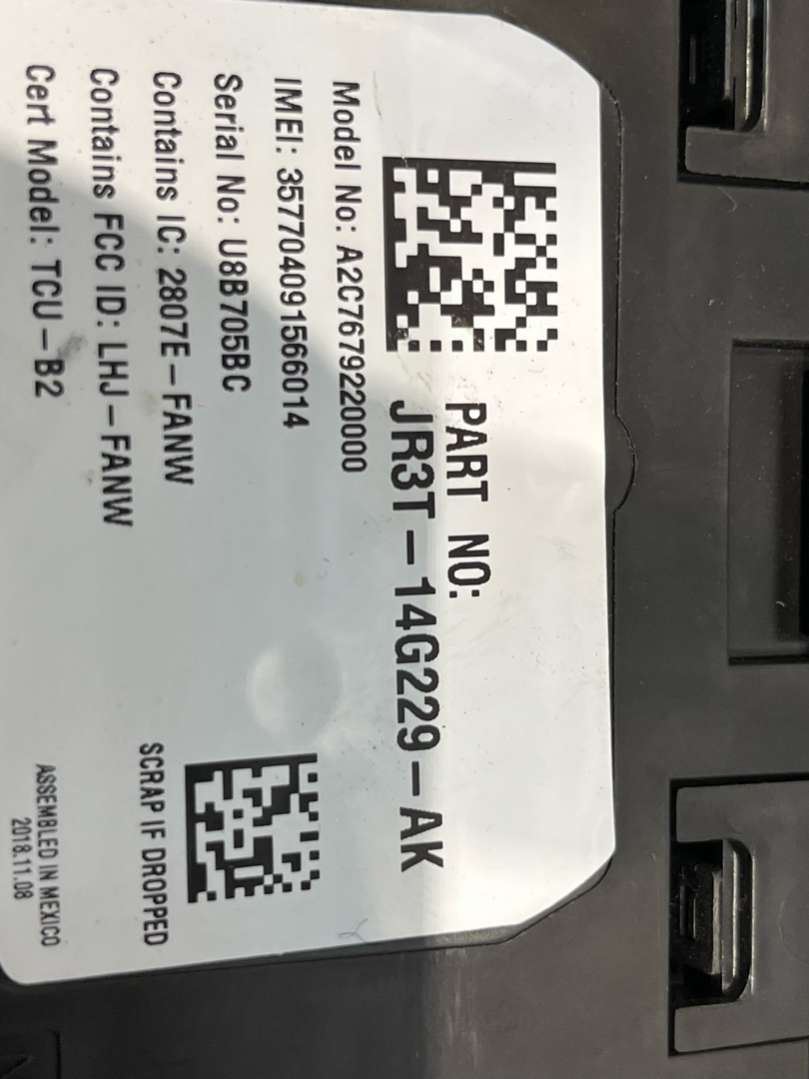 PART NO:
JR3T-14G229-AK
Model No: A2C7679220000
IMEI: 357704091566014
Serial No: U8B705BC
Contains IC: 2807E-FANW
Contains FCC ID: LHJ-FANW
Cert Model: TCU-B2
SCRAP IF DROPPED
ASSEMBLED IN MEXICO
2018.11.08